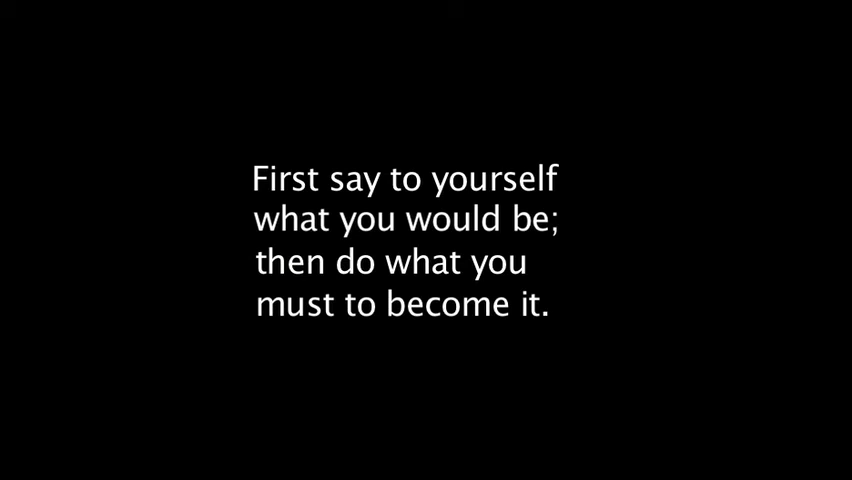 First say to yourself
what you would be;
then do what you
must to become it.